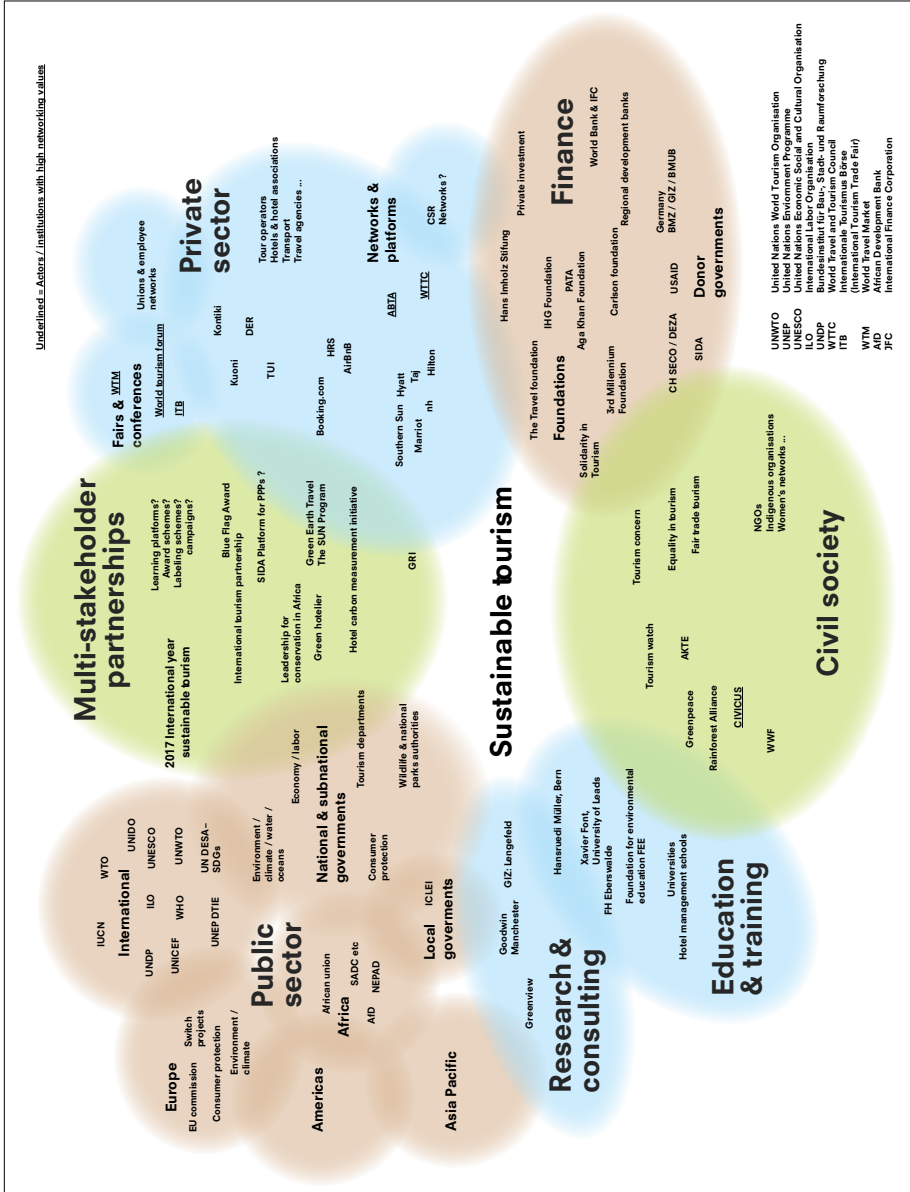 Underlined = Actors / institutions with high networking values
Multi-stakeholder
partnerships
2017 International year
sustainable tourism
Learning platforms?
Award schemes?
Labeling schemes?
campaigns?
Blue Flag Award
International tourism partnership
SIDA Platform for PPPs ?
Leadership for
conservation in Africa
Green Earth Travel
The SUN Program
Green hotelier
Hotel carbon measurement initiative
GRI
Fairs &
conferences
WTM
World tourism forum
ITB
Unions & employee
networks
Private
sector
Tour operators
Hotels & hotel associations
Transport
Travel agencies ...
Kontiki
Kuoni
DER
TUI
Booking.com
HRS
AirBnB
Networks &
platforms
ABTA
WTTC
CSR
Networks ?
Southern Sun
Hyatt
Marriot
Taj
nh
Hilton
Public
sector
International
IUCN
WTO
UNIDO
UNDP
ILO
UNESCO
UNICEF
WHO
UNWTO
UNEP DTIE
UN DESA–
SDGs
Europe
EU commission
Switch
projects
Consumer protection
Environment /
climate
Americas
Africa
African union
SADC etc
AfD
NEPAD
Asia Pacific
National & subnational
governments
Environment /
climate / water /
oceans
Economy / labor
Tourism departments
Consumer
protection
Wildlife & national
parks authorities
Local
goverments
ICLEI
Sustainable tourism
Research &
consulting
Greenview
Goodwin
Manchester
GIZ: Lengefeld
Hansruedi Müller, Bern
Xavier Font,
University of Leads
FH Eberswalde
Foundation for environmental
education FEE
Universities
Hotel management schools
Education
& training
Civil society
Tourism watch
Tourism concern
AKTE
Equality in tourism
Greenpeace
Fair trade tourism
Rainforest Alliance
CIVICUS
WWF
NGOs
Indigenous organisations
Women's networks ...
Finance
Hans Imholz Stifung
Private Investment
World Bank & IFC
Regional development banks
Foundations
The Travel foundation
IHG Foundation
PATA
Aga Khan Foundation
Solidarity in
Tourism
3rd Millennium
Foundation
Carlson foundation
Donor
governments
Germany
BMZ / GIZ / BMUB
CH SECO / DEZA
USAID
SIDA
UNWTO United Nations World Tourism Organisation
UNEP United Nations Enviornment Programme
UNESCO United Nations Economic Social and Cultural Organisation
ILO International Labor Organisation
UNDP Bundesinstitut für Bau-, Stadt- und Raumforschung
WTTC World Travel and Tourism Council
ITB Internationale Tourismus Börse
(International Tourism Trade Fair)
WTM World Travel Market
AfD African Development Bank
JFC International Finance Corporation